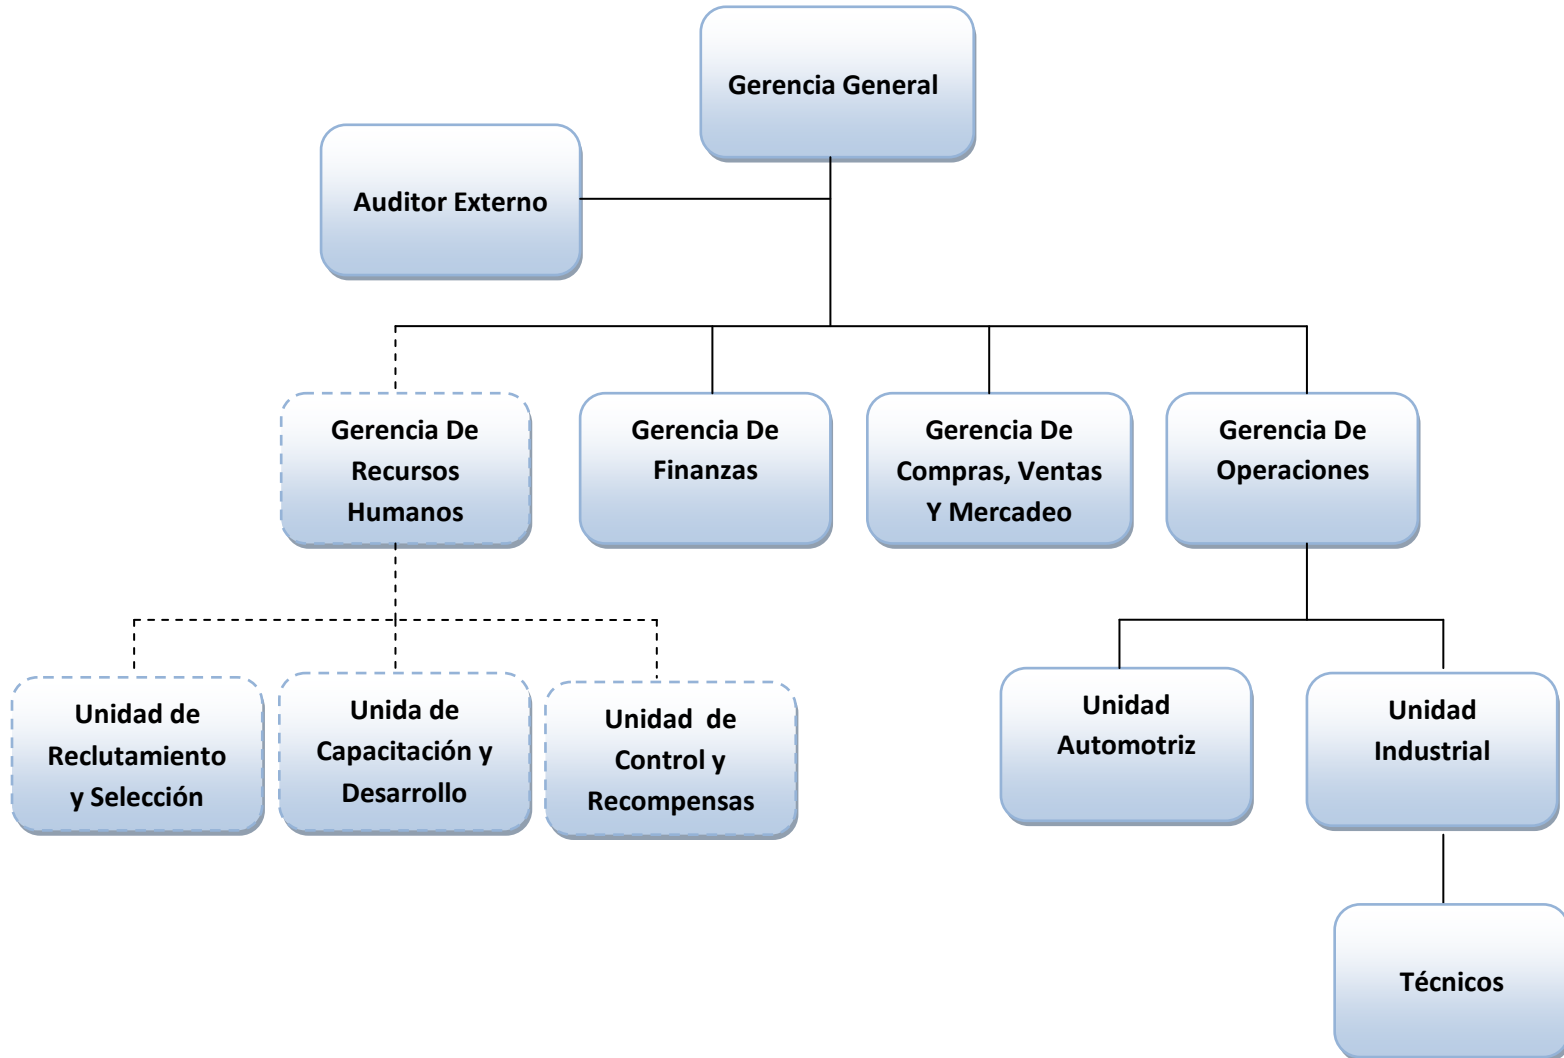 Gerencia General
Auditor Externo
Gerencia De
Recursos
Humanos
Gerencia De
Finanzas
Gerencia De
Compras, Ventas
Y Mercadeo
Gerencia De
Operaciones
Unidad de
Reclutamiento
y Selección
Unida de
Capacitación y
Desarrollo
Unidad  de
Control y
Recompensas
Unidad
Automotriz
Unidad
Industrial
Técnicos